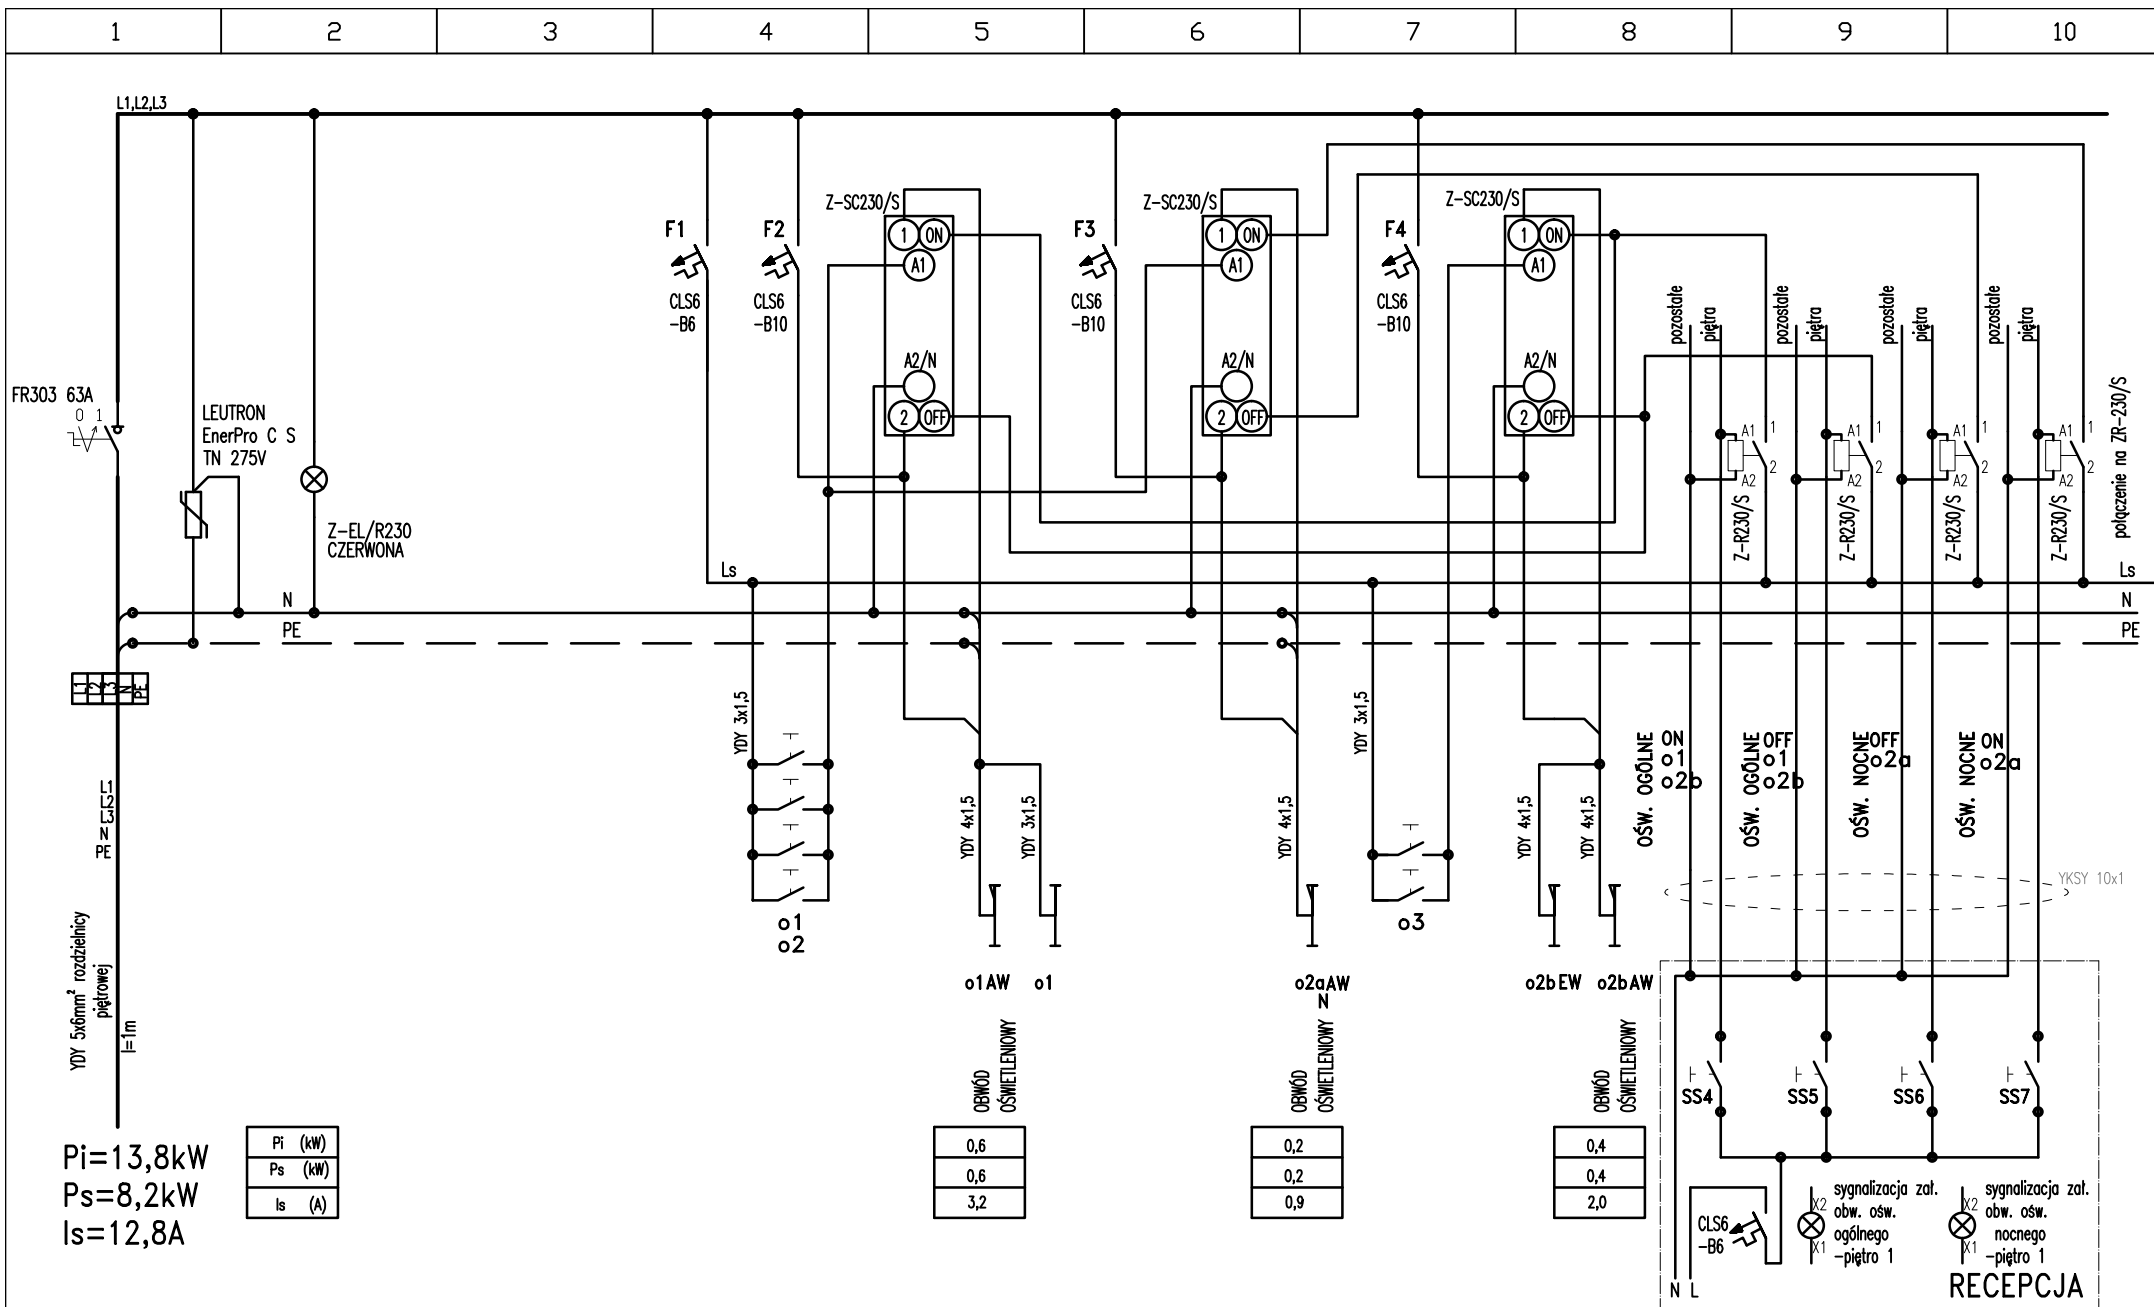 1 2 3 4 5 6 7 8 9 10
L1,L2,L3
FR303 63A
0 1
LEUTRON
EnerPro C S
TN 275V
Z-EL/R230
CZERWONA
N
PE
L1
L2
L3
N
PE
L1
L2
L3
N
PE
YDY 5x6mm² rozdzielnicy
piętrowej
l=1m
Pi=13,8kW
Ps=8,2kW
Is=12,8A
Pi (kW)
Ps (kW)
Is (A)
F1
CLS6
-B6
F2
CLS6
-B10
Z-SC230/S
1 ON
A1
A2/N
2 OFF
F3
CLS6
-B10
Z-SC230/S
1 ON
A1
A2/N
2 OFF
F4
CLS6
-B10
Z-SC230/S
1 ON
A1
A2/N
2 OFF
Ls
YDY 3x1,5
o1
o2
YDY 4x1,5
YDY 3x1,5
o1AW o1
OBWÓD
OŚWIETLENIOWY
0,6
0,6
3,2
YDY 4x1,5
o2aAW
N
OBWÓD
OŚWIETLENIOWY
0,2
0,2
0,9
YDY 3x1,5
o3
YDY 4x1,5
YDY 4x1,5
o2bEW o2bAW
OBWÓD
OŚWIETLENIOWY
0,4
0,4
2,0
pozostałe
piętra
pozostałe
piętra
pozostałe
piętra
pozostałe
piętra
A1 1
A2 2
Z-R230/S
A1 1
A2 2
Z-R230/S
A1 1
A2 2
Z-R230/S
A1 1
A2 2
Z-R230/S
połączenie na ZR-230/S
Ls
N
PE
OŚW. OGÓLNE
ON
o1
o2b
OŚW. OGÓLNE
OFF
o1
o2b
OŚW. NOCNE
OFF
o2a
OŚW. NOCNE
ON
o2a
YKSY 10x1
SS4
SS5
SS6
SS7
CLS6
-B6
N L
X2
X1
sygnalizacja zał.
obw. ośw.
ogólnego
-piętro 1
X2
X1
sygnalizacja zał.
obw. ośw.
nocnego
-piętro 1
RECEPCJA